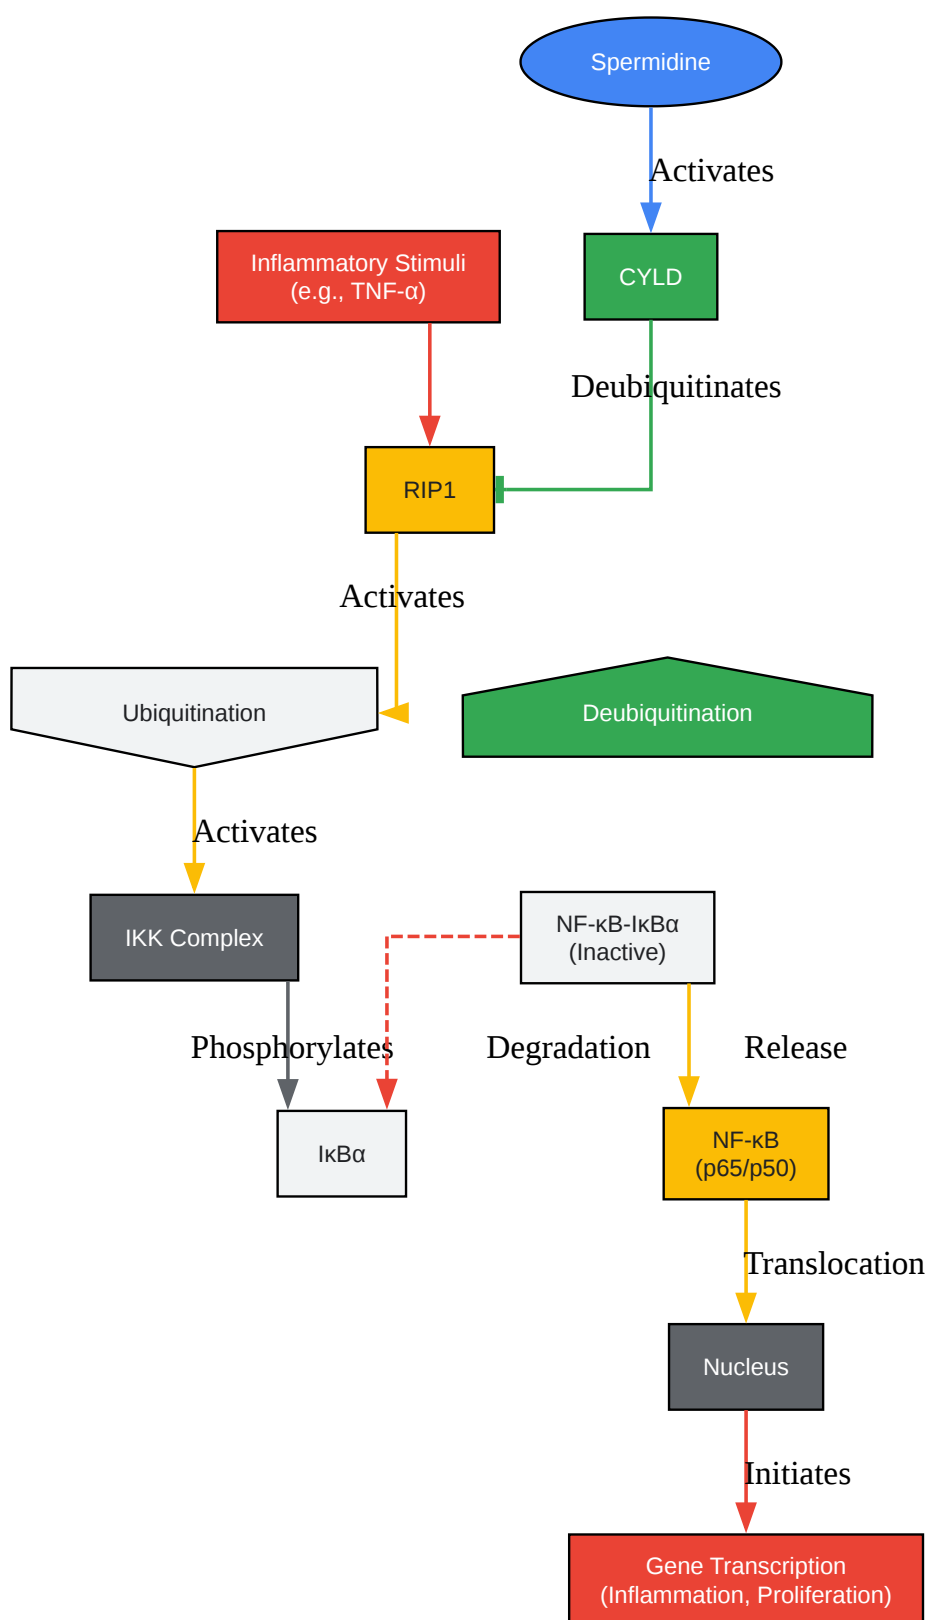 Spermidine
Activates
Inflammatory Stimuli
(e.g., TNF-α)
CYLD
Deubiquitinates
RIP1
Activates
Ubiquitination
Deubiquitination
Activates
IKK Complex
NF-κB-IκBα
(Inactive)
Phosphorylates
Degradation
Release
IκBα
NF-κB
(p65/p50)
Translocation
Nucleus
Initiates
Gene Transcription
(Inflammation, Proliferation)